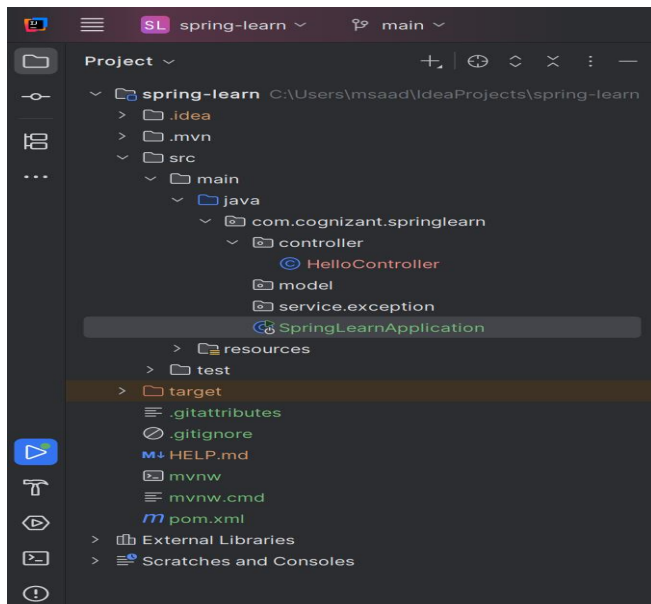 SL spring-learn main
Project
spring-learn C:\Users\msaad\IdeaProjects\spring-learn
.idea
.mvn
src
main
java
com.cognizant.springlearn
controller
HelloController
model
service.exception
SpringLearnApplication
resources
test
target
.gitattributes
.gitignore
M↓ HELP.md
mvnw
mvnw.cmd
m pom.xml
External Libraries
Scratches and Consoles